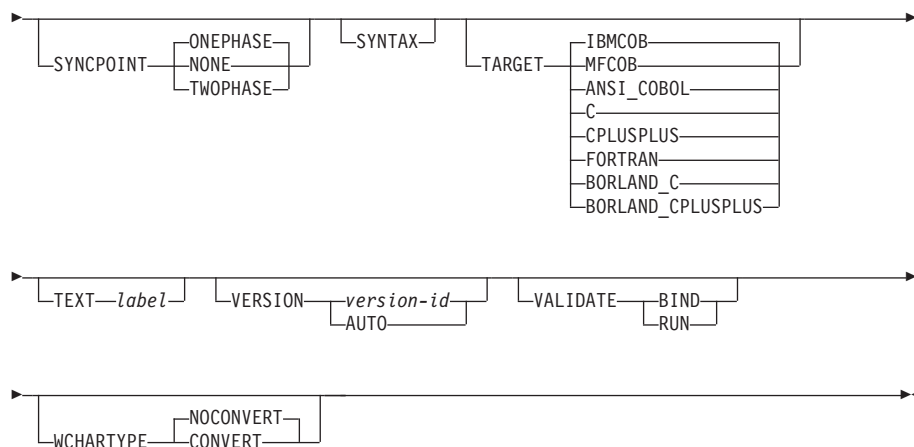 ONEPHASE
SYNCPOINT NONE
TWOPHASE
SYNTAX
IBMCOB
TARGET MFCOB
ANSI_COBOL
C
CPLUSPLUS
FORTRAN
BORLAND_C
BORLAND_CPLUSPLUS
TEXT label
VERSION version-id
AUTO
VALIDATE BIND
RUN
NOCONVERT
WCHARTYPE CONVERT